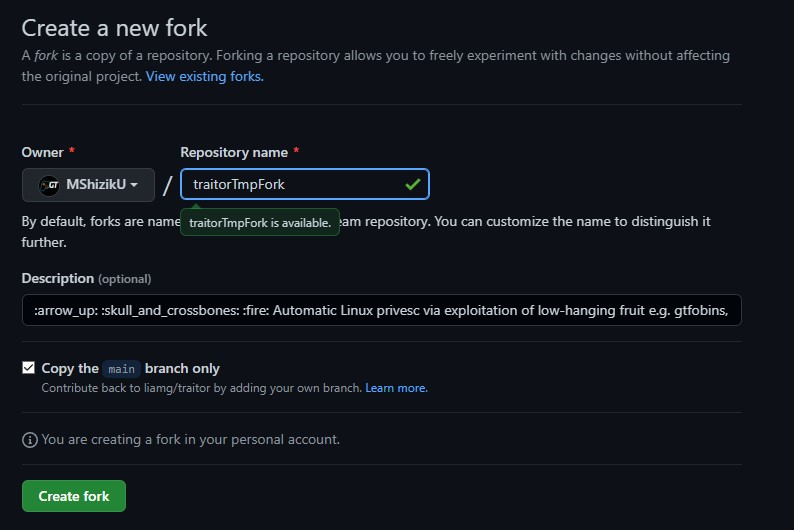 Create a new fork
A fork is a copy of a repository. Forking a repository allows you to freely experiment with changes without affecting
the original project. View existing forks.
Owner * Repository name *
GT MShizikU / traitorTmpFork
By default, forks are name eam repository. You can customize the name to distinguish it
traitorTmpFork is available.
further.
Description (optional)
:arrow_up: :skull_and_crossbones: :fire: Automatic Linux privesc via exploitation of low-hanging fruit e.g. gtfobins,
Copy the main branch only
Contribute back to liamg/traitor by adding your own branch. Learn more.
You are creating a fork in your personal account.
Create fork